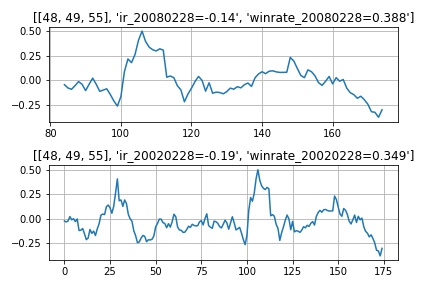 [[48, 49, 55], 'ir_20080228=-0.14', 'winrate_20080228=0.388']
0.50
0.25
0.00
−0.25
80 100 120 140 160
[[48, 49, 55], 'ir_20020228=-0.19', 'winrate_20020228=0.349']
0.50
0.25
0.00
−0.25
0 25 50 75 100 125 150 175